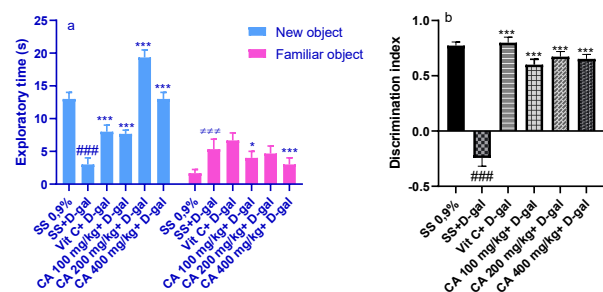 a
New object
Familiar object
Exploratory time (s)
25
20
15
10
5
0
###
***
***
***
***
≠≠≠
*
***
SS 0,9%
SS+D-gal
Vit C+ D-gal
CA 100 mg/kg+ D-gal
CA 200 mg/kg+ D-gal
CA 400 mg/kg+ D-gal
SS 0,9%
SS+D-gal
Vit C+ D-gal
CA 100 mg/kg+ D-gal
CA 200 mg/kg+ D-gal
CA 400 mg/kg+ D-gal
b
Discrimination index
1.0
0.5
0.0
-0.5
###
***
***
***
***
SS 0,9%
SS+D-gal
Vit C+ D-gal
CA 100 mg/kg+ D-gal
CA 200 mg/kg+ D-gal
CA 400 mg/kg+ D-gal